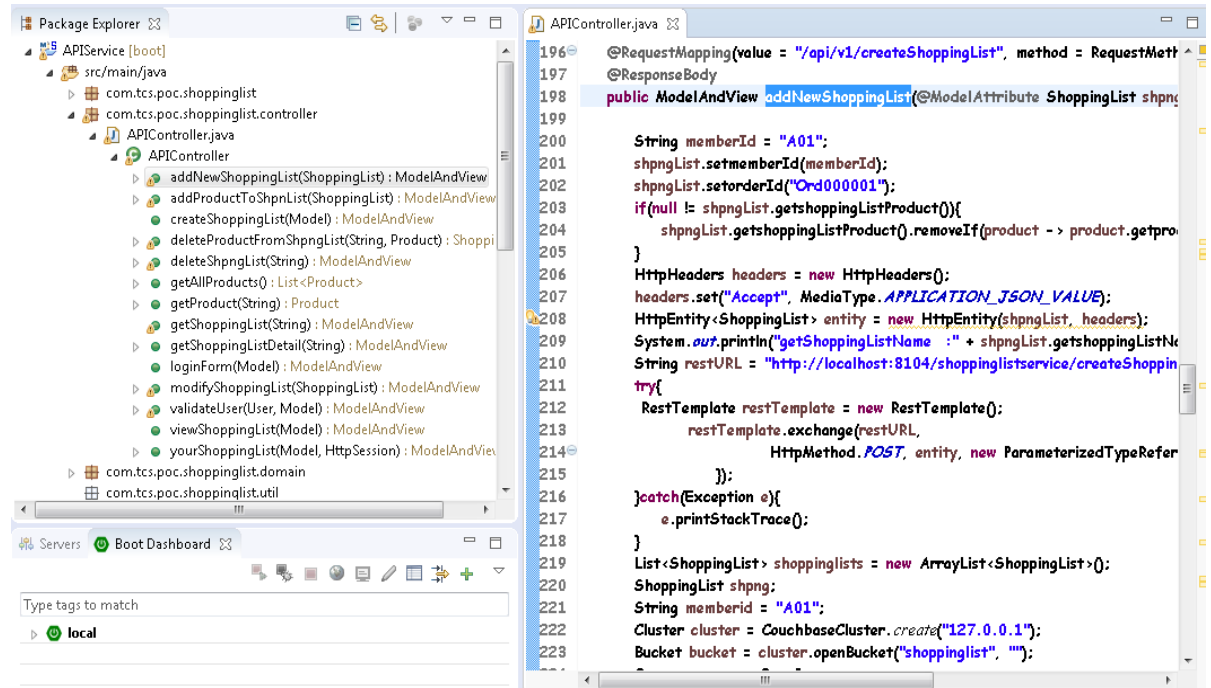 Package Explorer
APIService [boot]
src/main/java
com.tcs.poc.shoppinglist
com.tcs.poc.shoppinglist.controller
APIController.java
APIController
addNewShoppingList(ShoppingList) : ModelAndView
addProductToShpnList(ShoppingList) : ModelAndView
createShoppingList(Model) : ModelAndView
deleteProductFromShpngList(String, Product) : Shoppi
deleteShpngList(String) : ModelAndView
getAllProducts() : List<Product>
getProduct(String) : Product
getShoppingList(String) : ModelAndView
getShoppingListDetail(String) : ModelAndView
loginForm(Model) : ModelAndView
modifyShoppingList(ShoppingList) : ModelAndView
validateUser(User, Model) : ModelAndView
viewShoppingList(Model) : ModelAndView
yourShoppingList(Model, HttpSession) : ModelAndViev
com.tcs.poc.shoppinglist.domain
com.tcs.poc.shoppinglist.util
Servers Boot Dashboard
Type tags to match
local
APIController.java
196 @RequestMapping(value = "/api/v1/createShoppingList", method = RequestMeth
197 @ResponseBody
198 public ModelAndView addNewShoppingList(@ModelAttribute ShoppingList shpng
199
200 String memberId = "A01";
201 shpngList.setmemberId(memberId);
202 shpngList.setorderId("Ord000001");
203 if(null != shpngList.getshoppingListProduct()){
204 shpngList.getshoppingListProduct().removeIf(product -> product.getpro
205 }
206 HttpHeaders headers = new HttpHeaders();
207 headers.set("Accept", MediaType.APPLICATION_JSON_VALUE);
208 HttpEntity<ShoppingList> entity = new HttpEntity(shpngList, headers);
209 System.out.println("getShoppingListName :" + shpngList.getshoppingListNa
210 String restURL = "http://localhost:8104/shoppinglistservice/createShoppin
211 try{
212 RestTemplate restTemplate = new RestTemplate();
213 restTemplate.exchange(restURL,
214 HttpMethod.POST, entity, new ParameterizedTypeRefer
215 });
216 }catch(Exception e){
217 e.printStackTrace();
218 }
219 List<ShoppingList> shoppinglists = new ArrayList<ShoppingList>();
220 ShoppingList shpng;
221 String memberid = "A01";
222 Cluster cluster = CouchbaseCluster.create("127.0.0.1");
223 Bucket bucket = cluster.openBucket("shoppinglist", "");